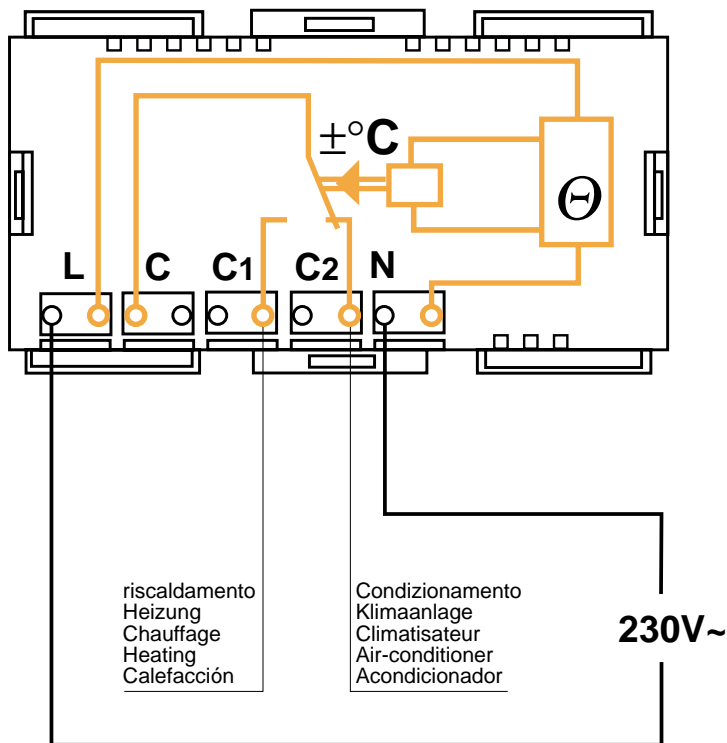 ±°C
Θ
L C C1 C2 N
riscaldamento
Heizung
Chauffage
Heating
Calefacción
Condizionamento
Klimaanlage
Climatisateur
Air-conditioner
Acondicionador
230V~